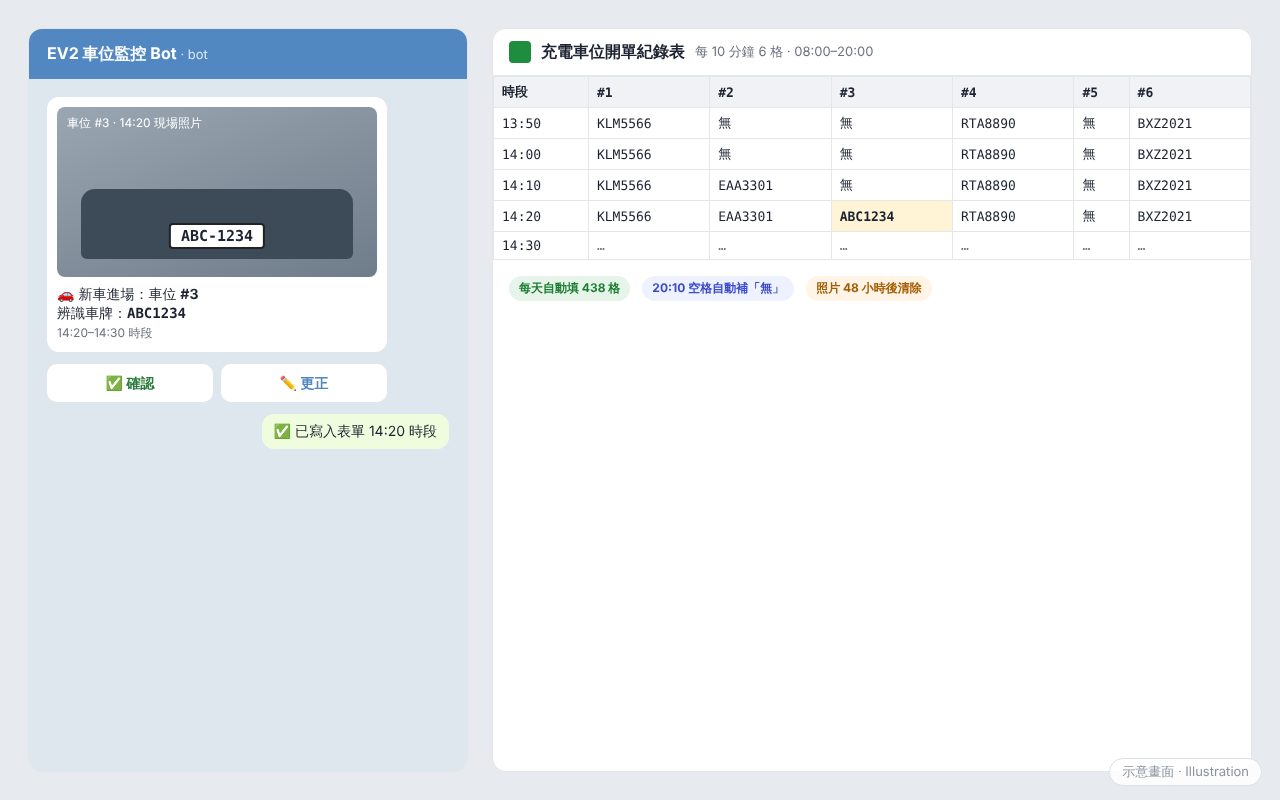 EV2 車位監控 Bot · bot
車位 #3 · 14:20 現場照片
ABC-1234
🚗 新車進場：車位 #3
辨識車牌：ABC1234
14:20–14:30 時段
✅ 確認
✏️ 更正
✅ 已寫入表單 14:20 時段
充電車位開單紀錄表 每 10 分鐘 6 格 · 08:00–20:00
時段 #1 #2 #3 #4 #5 #6
13:50 KLM5566 無 無 RTA8890 無 BXZ2021
14:00 KLM5566 無 無 RTA8890 無 BXZ2021
14:10 KLM5566 EAA3301 無 RTA8890 無 BXZ2021
14:20 KLM5566 EAA3301 ABC1234 RTA8890 無 BXZ2021
14:30 … … … … … …
每天自動填 438 格 20:10 空格自動補「無」 照片 48 小時後清除
示意畫面 · Illustration